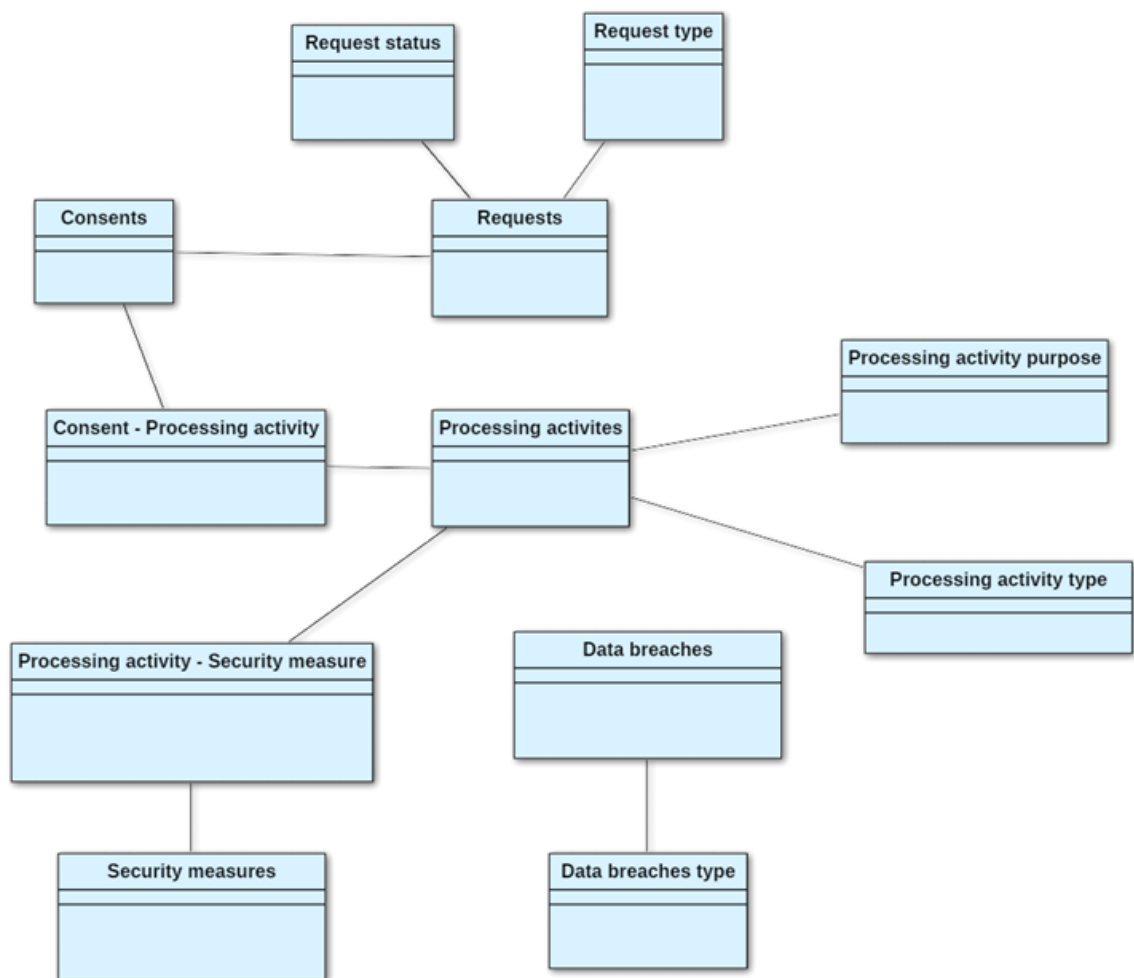 Request status
Request type
Consents
Requests
Processing activity purpose
Consent - Processing activity
Processing activites
Processing activity type
Processing activity - Security measure
Data breaches
Security measures
Data breaches type